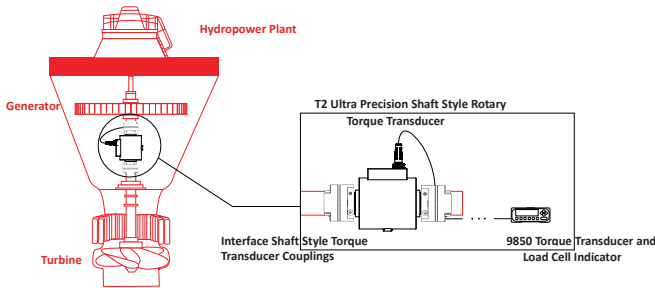 Hydropower Plant
Generator
T2 Ultra Precision Shaft Style Rotary
Torque Transducer
Interface Shaft Style Torque
Transducer Couplings
9850 Torque Transducer and
Load Cell Indicator
Turbine